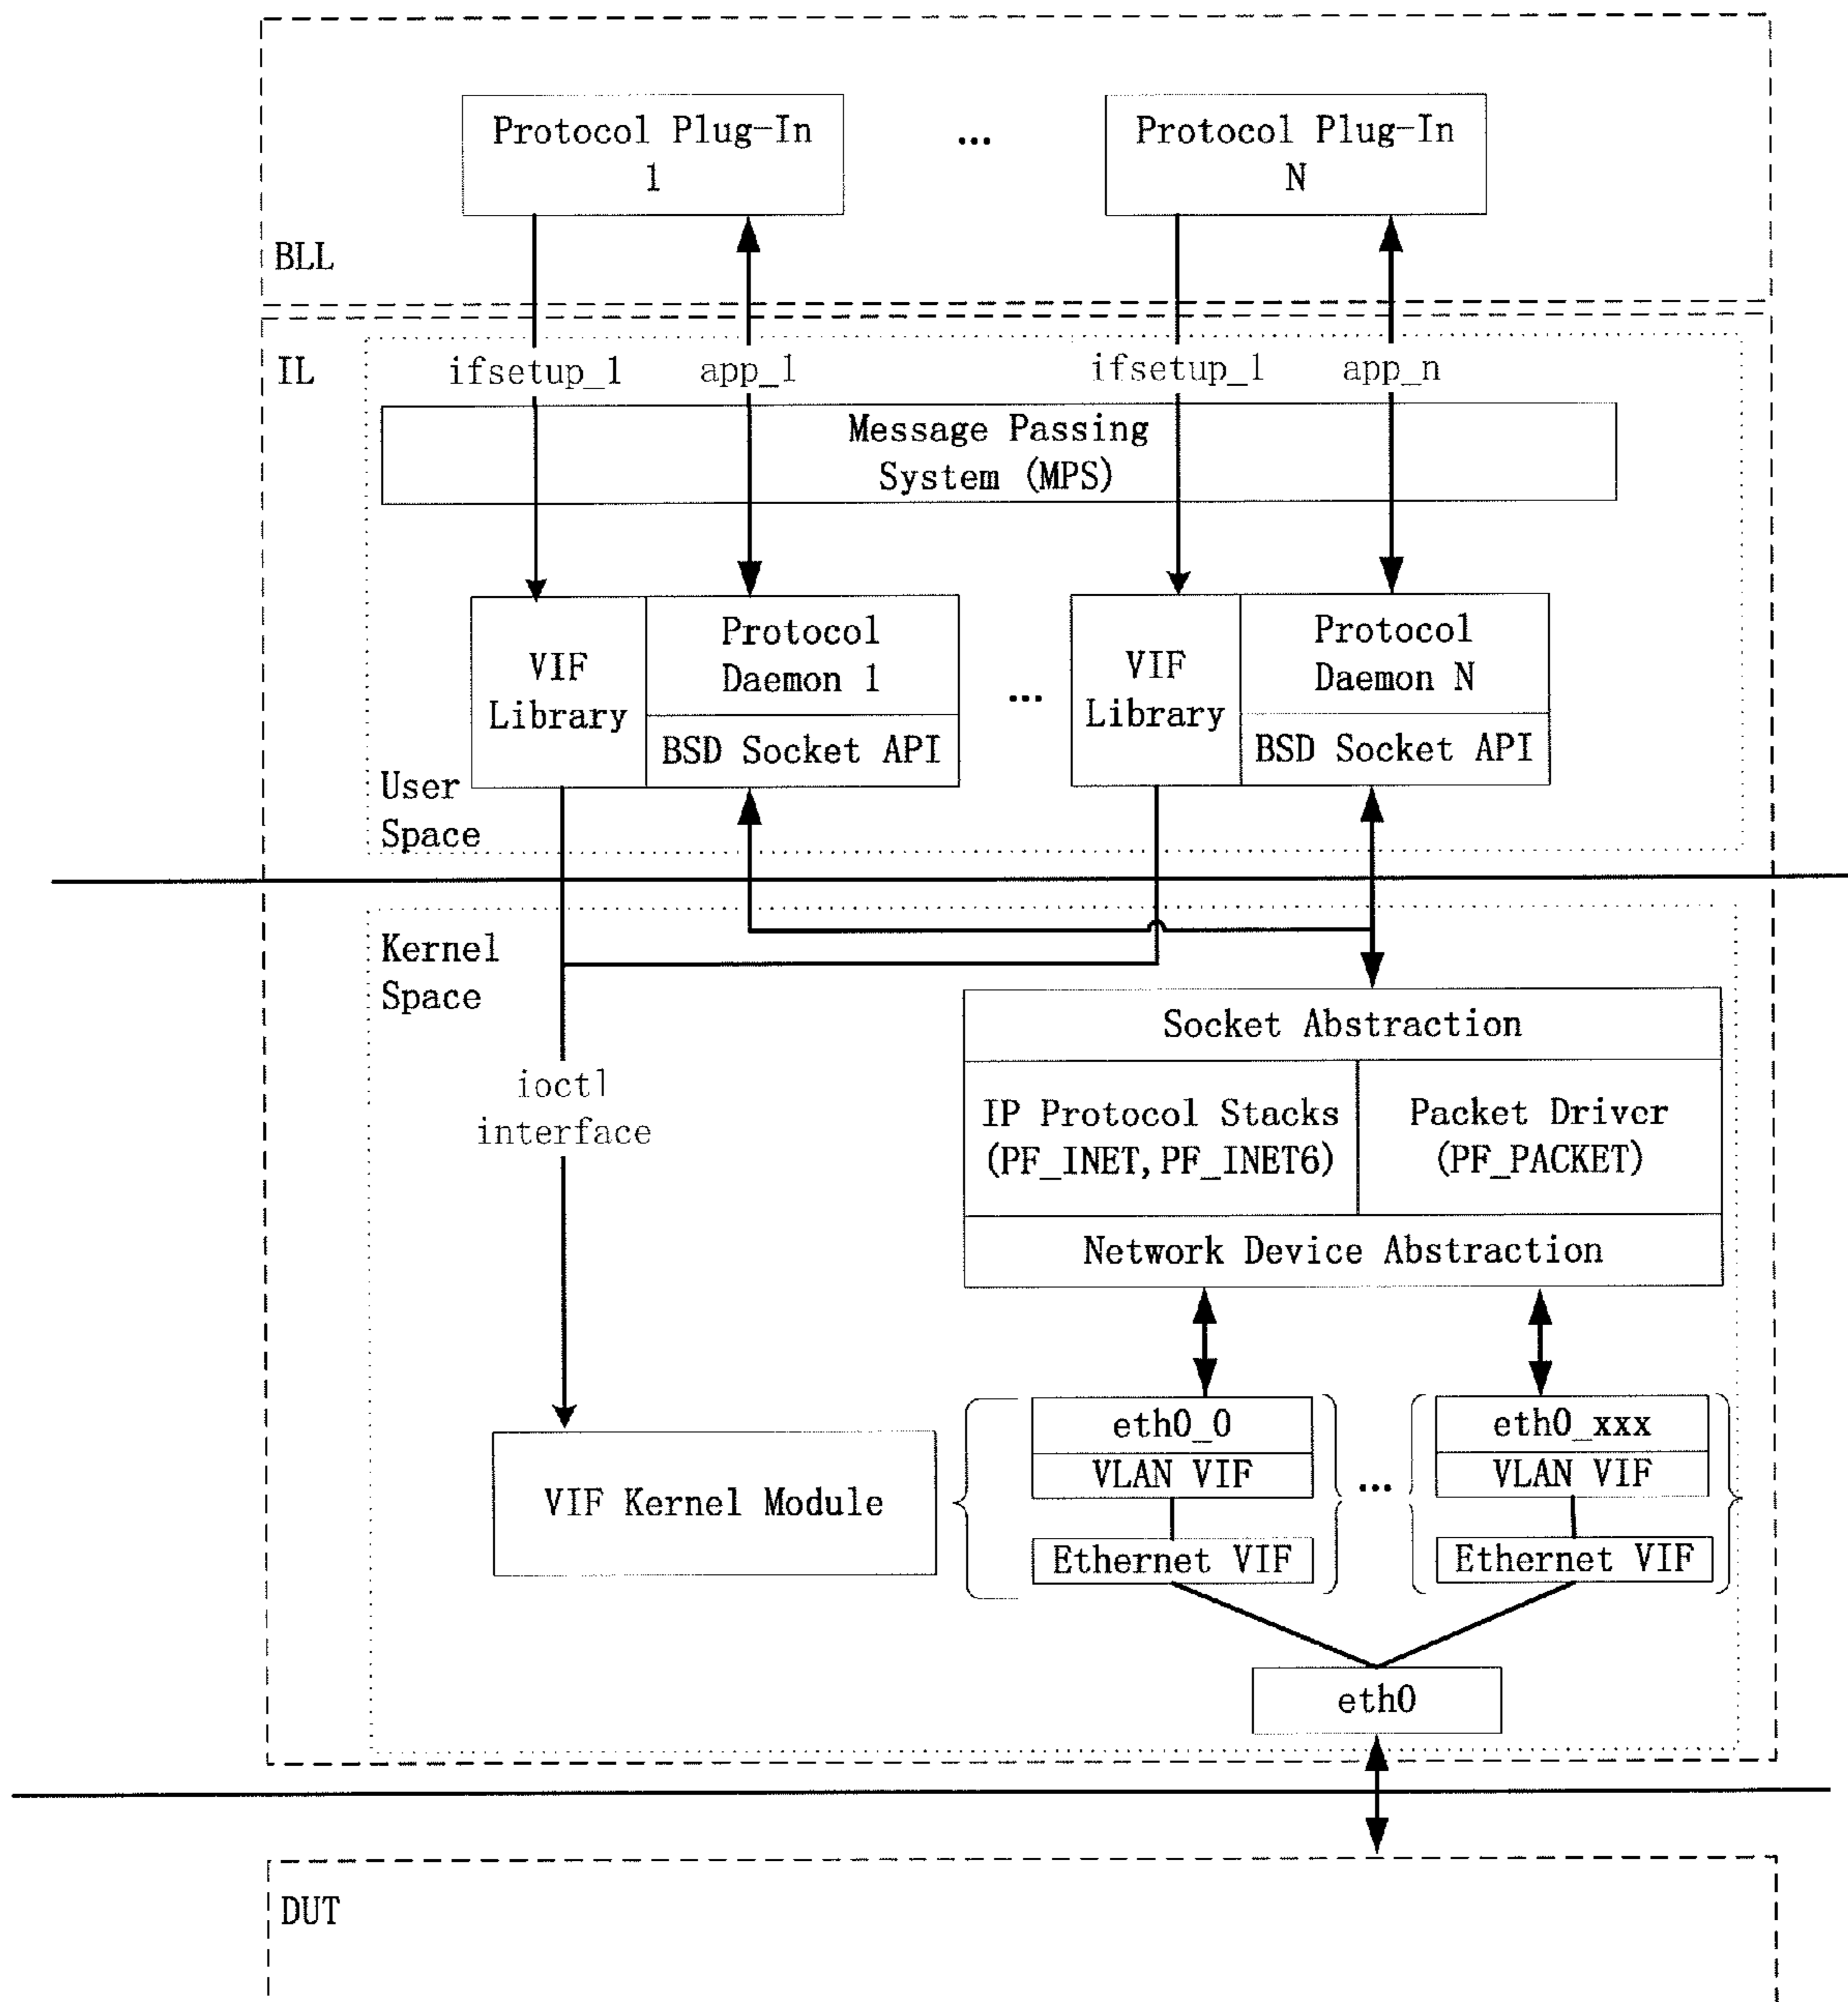 Protocol Plug-In
1
...
Protocol Plug-In
N
BLL
IL
ifsetup_1
app_1
ifsetup_1
app_n
Message Passing
System (MPS)
VIF
Library
Protocol
Daemon 1
BSD Socket API
...
VIF
Library
Protocol
Daemon N
BSD Socket API
User
Space
Kernel
Space
Socket Abstraction
ioctl
interface
IP Protocol Stacks
(PF_INET, PF_INET6)
Packet Driver
(PF_PACKET)
Network Device Abstraction
VIF Kernel Module
eth0_0
VLAN VIF
Ethernet VIF
...
eth0_xxx
VLAN VIF
Ethernet VIF
eth0
DUT